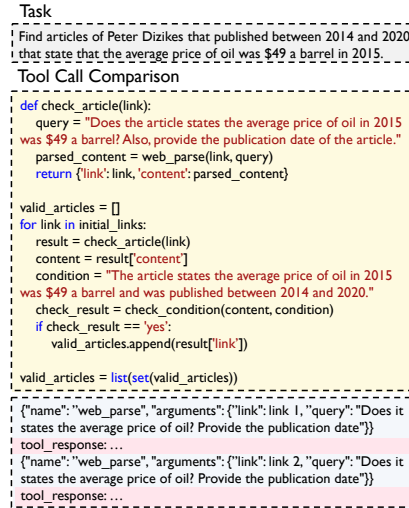 Task
Find articles of Peter Dizikes that published between 2014 and 2020
that state that the average price of oil was $49 a barrel in 2015.
Tool Call Comparison
def check_article(link):
query = "Does the article states the average price of oil in 2015
was $49 a barrel? Also, provide the publication date of the article."
parsed_content = web_parse(link, query)
return {'link': link, 'content': parsed_content}
valid_articles = []
for link in initial_links:
result = check_article(link)
content = result['content']
condition = "The article states the average price of oil in 2015
was $49 a barrel and was published between 2014 and 2020."
check_result = check_condition(content, condition)
if check_result == 'yes':
valid_articles.append(result['link'])
valid_articles = list(set(valid_articles))
{"name": "web_parse", "arguments": {"link": link 1, "query": "Does it
states the average price of oil? Provide the publication date"}}
tool_response: …
{"name": "web_parse", "arguments": {"link": link 2, "query": "Does it
states the average price of oil? Provide the publication date"}}
tool_response: …